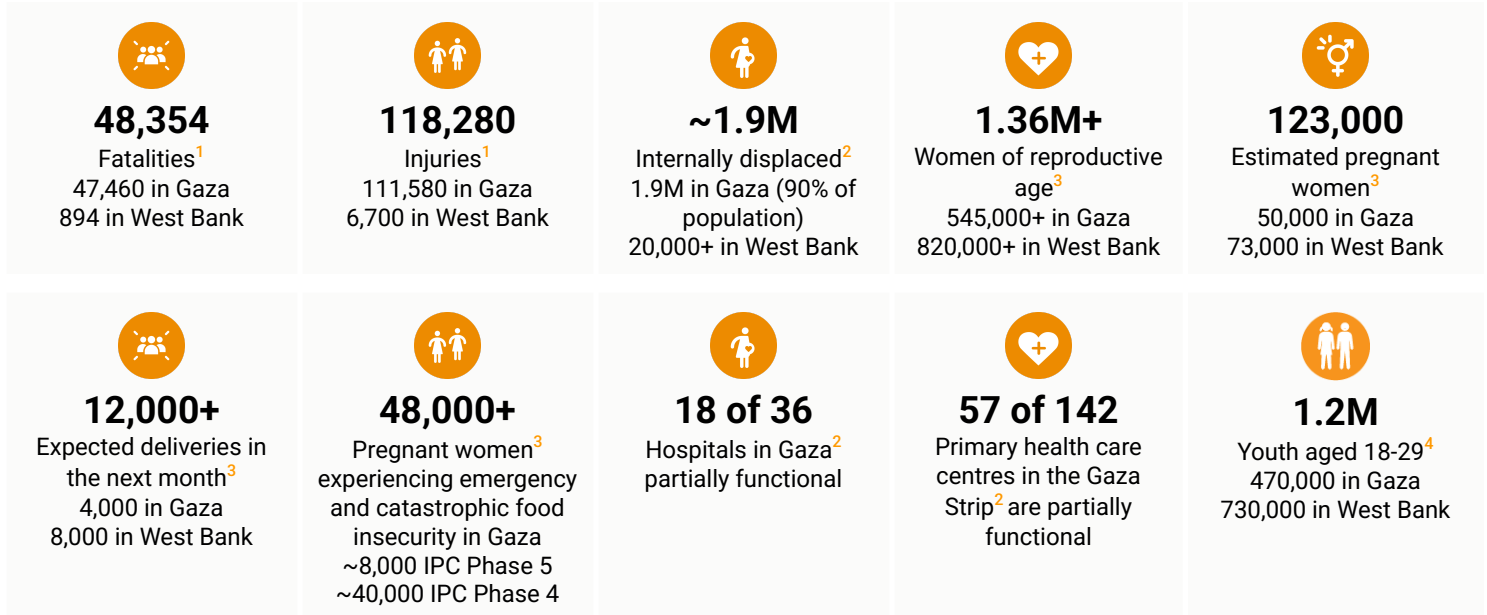 48,354
Fatalities1
47,460 in Gaza
894 in West Bank
118,280
Injuries1
111,580 in Gaza
6,700 in West Bank
~1.9M
Internally displaced2
1.9M in Gaza (90% of
population)
20,000+ in West Bank
1.36M+
Women of reproductive
age3
545,000+ in Gaza
820,000+ in West Bank
123,000
Estimated pregnant
women3
50,000 in Gaza
73,000 in West Bank
12,000+
Expected deliveries in
the next month3
4,000 in Gaza
8,000 in West Bank
48,000+
Pregnant women3
experiencing emergency
and catastrophic food
insecurity in Gaza
~8,000 IPC Phase 5
~40,000 IPC Phase 4
18 of 36
Hospitals in Gaza2
partially functional
57 of 142
Primary health care
centres in the Gaza
Strip2 are partially
functional
1.2M
Youth aged 18-294
470,000 in Gaza
730,000 in West Bank